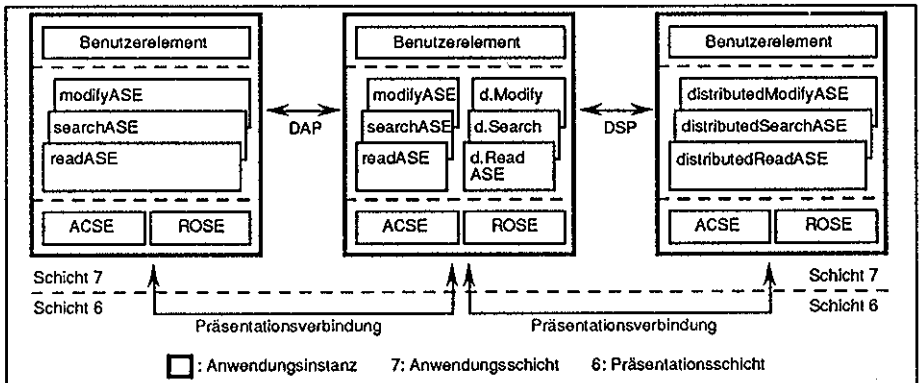 Benutzerelement
modifyASE
searchASE
readASE
ACSE ROSE
DAP
Benutzerelement
modifyASE
searchASE
readASE
d.Modify
d.Search
d.Read
ASE
ACSE ROSE
DSP
Benutzerelement
distributedModifyASE
distributedSearchASE
distributedReadASE
ACSE ROSE
Schicht 7 Schicht 7
Schicht 6 Schicht 6
Präsentationsverbindung Präsentationsverbindung
: Anwendungsinstanz 7: Anwendungsschicht 6: Präsentationsschicht